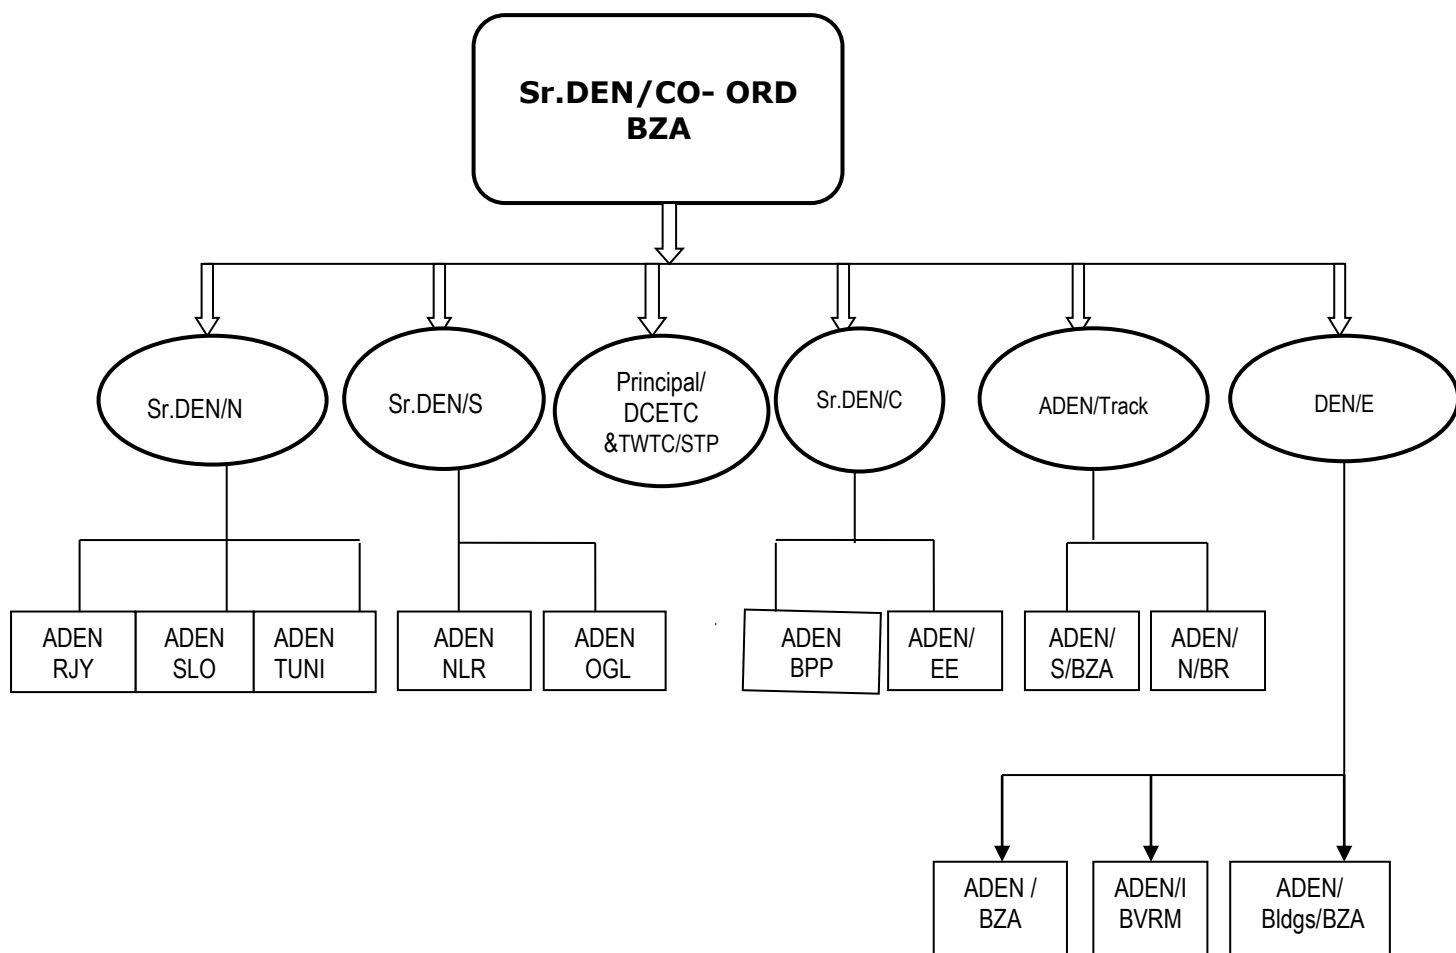 Sr.DEN/CO- ORD
BZA
Sr.DEN/N
Sr.DEN/S
Principal/
DCETC
&TWTC/STP
Sr.DEN/C
ADEN/Track
DEN/E
ADEN
RJY
ADEN
SLO
ADEN
TUNI
ADEN
NLR
ADEN
OGL
ADEN
BPP
ADEN/
EE
ADEN/
S/BZA
ADEN/
N/BR
ADEN /
BZA
ADEN/I
BVRM
ADEN/
Bldgs/BZA